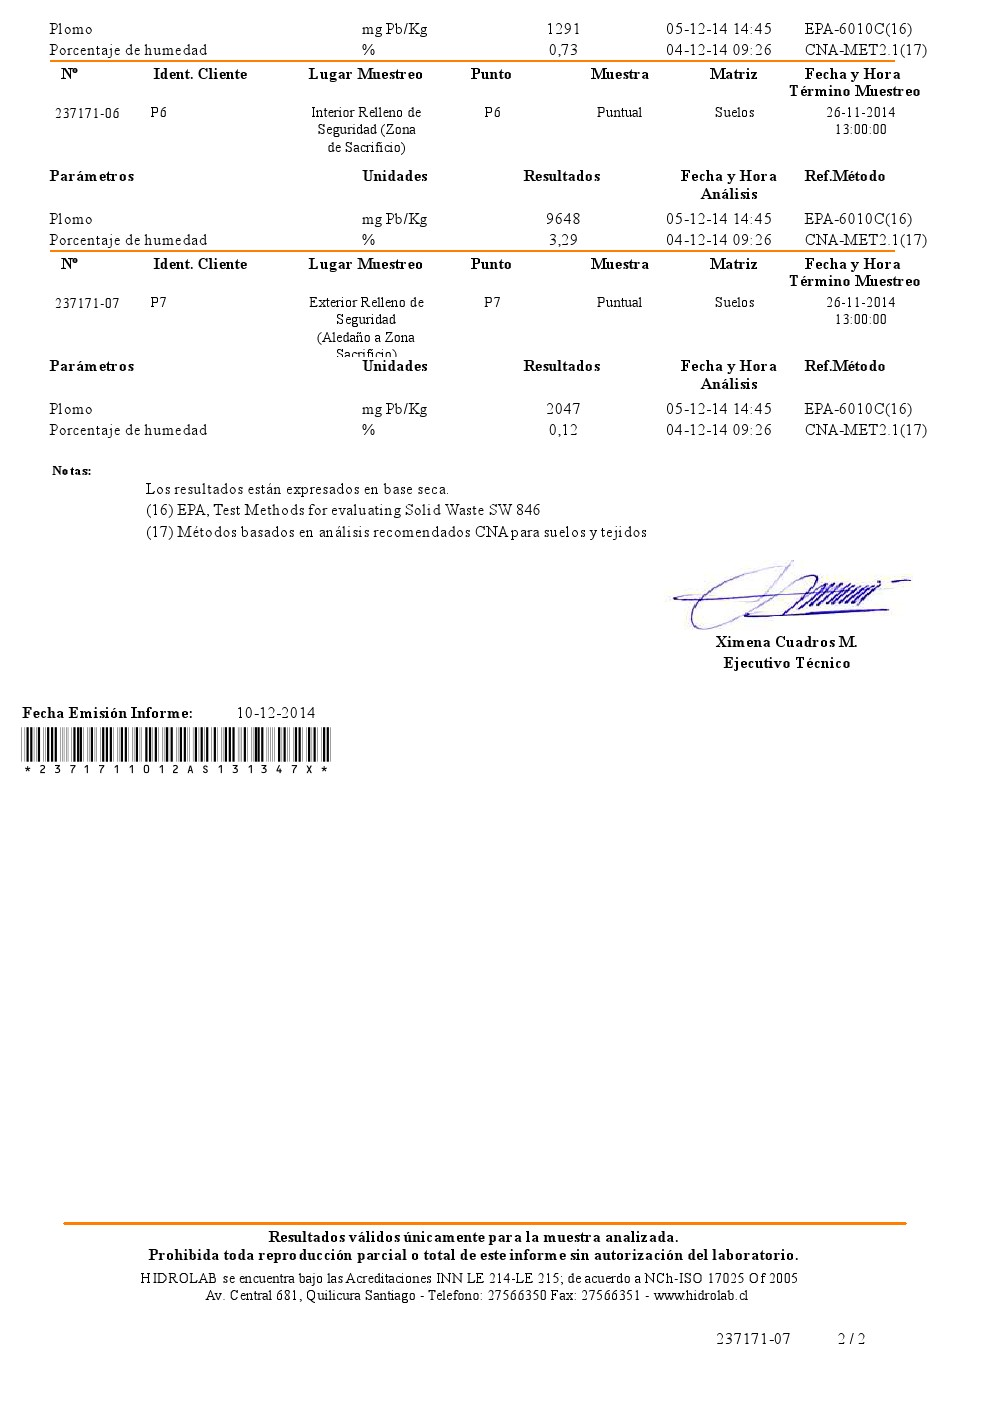 Plomo mg Pb/Kg 1291 05-12-14 14:45 EPA-6010C(16)
Porcentaje de humedad % 0,73 04-12-14 09:26 CNA-MET2.1(17)
Nº Ident. Cliente Lugar Muestreo Punto Muestra Matriz Fecha y Hora
Término Muestreo
237171-06 P6 Interior Relleno de P6 Puntual Suelos 26-11-2014
Seguridad (Zona 13:00:00
de Sacrificio)
Parámetros Unidades Resultados Fecha y Hora Ref.Método
Análisis
Plomo mg Pb/Kg 9648 05-12-14 14:45 EPA-6010C(16)
Porcentaje de humedad % 3,29 04-12-14 09:26 CNA-MET2.1(17)
Nº Ident. Cliente Lugar Muestreo Punto Muestra Matriz Fecha y Hora
Término Muestreo
237171-07 P7 Exterior Relleno de P7 Puntual Suelos 26-11-2014
Seguridad 13:00:00
(Aledaño a Zona
Sacrificio)
Parámetros Unidades Resultados Fecha y Hora Ref.Método
Análisis
Plomo mg Pb/Kg 2047 05-12-14 14:45 EPA-6010C(16)
Porcentaje de humedad % 0,12 04-12-14 09:26 CNA-MET2.1(17)
Notas:
Los resultados están expresados en base seca.
(16) EPA, Test Methods for evaluating Solid Waste SW 846
(17) Métodos basados en análisis recomendados CNA para suelos y tejidos
Ximena Cuadros M.
Ejecutivo Técnico
Fecha Emisión Informe: 10-12-2014
*2371711012AS131347X*
Resultados válidos únicamente para la muestra analizada.
Prohibida toda reproducción parcial o total de este informe sin autorización del laboratorio.
HIDROLAB se encuentra bajo las Acreditaciones INN LE 214-LE 215; de acuerdo a NCh-ISO 17025 Of 2005
Av. Central 681, Quilicura Santiago - Telefono: 27566350 Fax: 27566351 - www.hidrolab.cl
237171-07 2 / 2